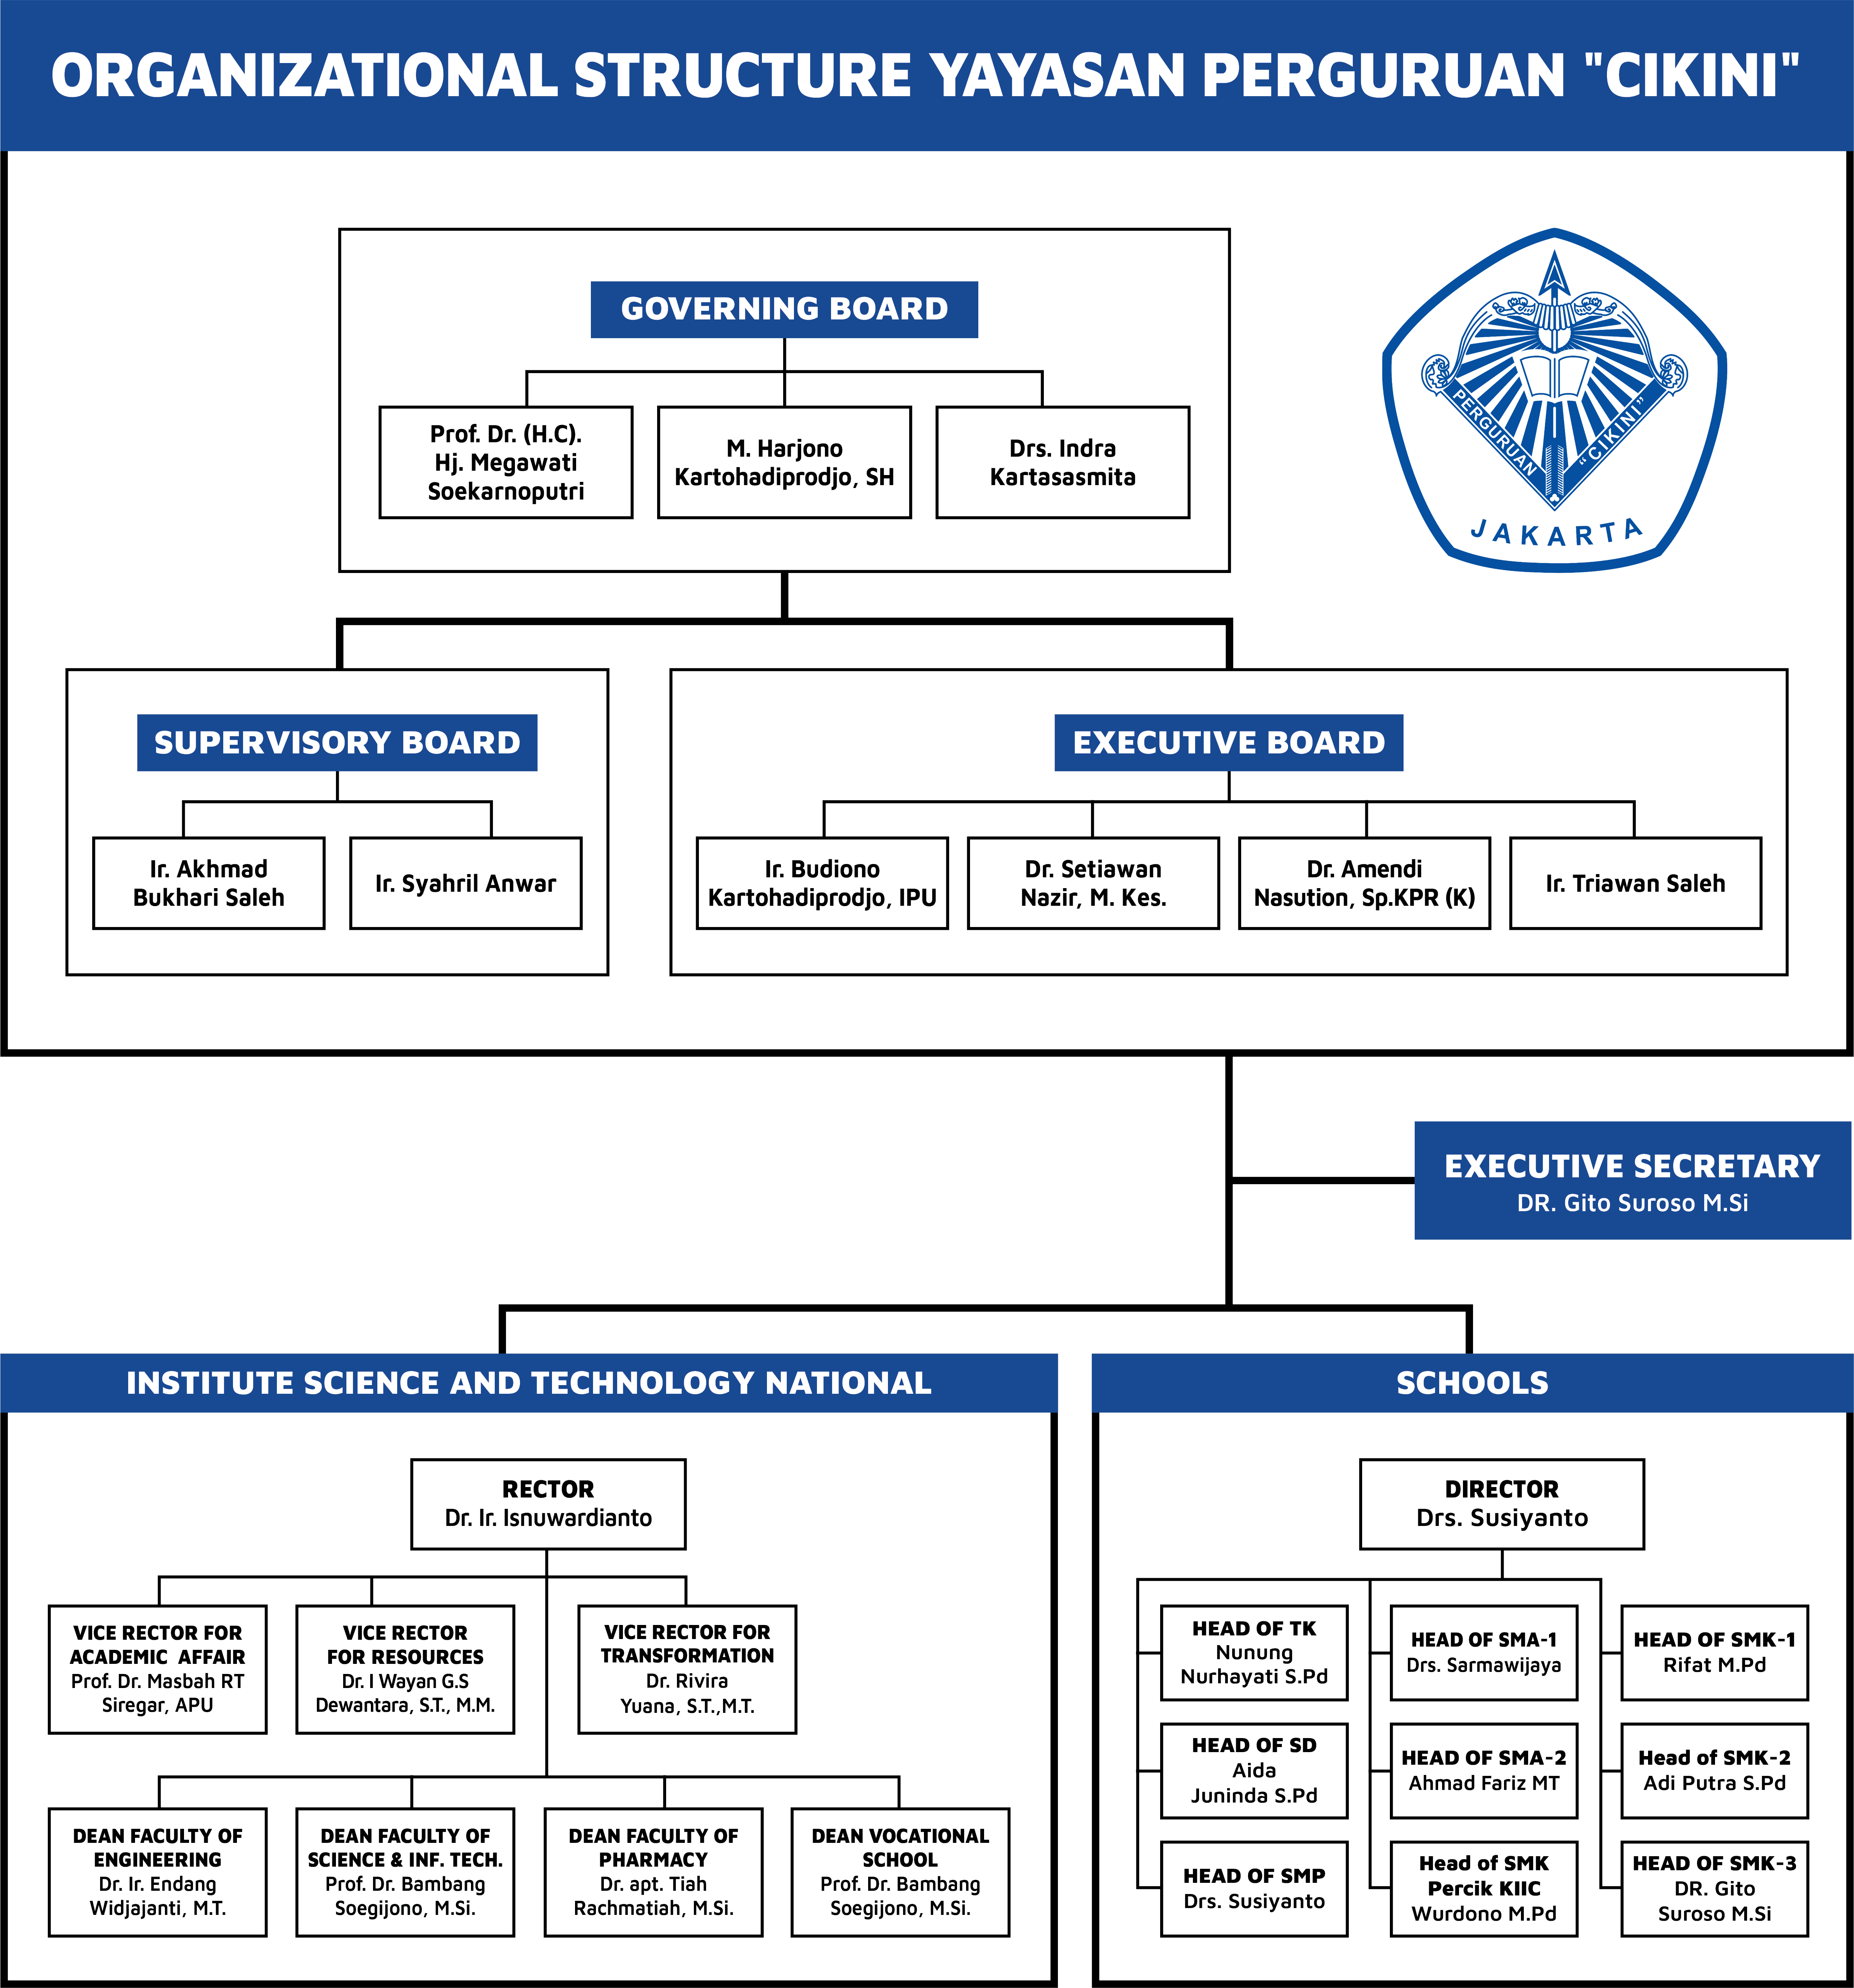 ORGANIZATIONAL STRUCTURE YAYASAN PERGURUAN "CIKINI"
GOVERNING BOARD
Prof. Dr. (H.C).
Hj. Megawati
Soekarnoputri
M. Harjono
Kartohadiprodjo, SH
Drs. Indra
Kartasasmita
PERGURUAN
"CIKINI"
JAKARTA
SUPERVISORY BOARD
Ir. Akhmad
Bukhari Saleh
Ir. Syahril Anwar
EXECUTIVE BOARD
Ir. Budiono
Kartohadiprodjo, IPU
Dr. Setiawan
Nazir, M. Kes.
Dr. Amendi
Nasution, Sp.KPR (K)
Ir. Triawan Saleh
EXECUTIVE SECRETARY
DR. Gito Suroso M.Si
INSTITUTE SCIENCE AND TECHNOLOGY NATIONAL
RECTOR
Dr. Ir. Isnuwardianto
VICE RECTOR FOR
ACADEMIC AFFAIR
Prof. Dr. Masbah RT
Siregar, APU
VICE RECTOR
FOR RESOURCES
Dr. I Wayan G.S
Dewantara, S.T., M.M.
VICE RECTOR FOR
TRANSFORMATION
Dr. Rivira
Yuana, S.T.,M.T.
DEAN FACULTY OF
ENGINEERING
Dr. Ir. Endang
Widjajanti, M.T.
DEAN FACULTY OF
SCIENCE & INF. TECH.
Prof. Dr. Bambang
Soegijono, M.Si.
DEAN FACULTY OF
PHARMACY
Dr. apt. Tiah
Rachmatiah, M.Si.
DEAN VOCATIONAL
SCHOOL
Prof. Dr. Bambang
Soegijono, M.Si.
SCHOOLS
DIRECTOR
Drs. Susiyanto
HEAD OF TK
Nunung
Nurhayati S.Pd
HEAD OF SD
Aida
Juninda S.Pd
HEAD OF SMP
Drs. Susiyanto
HEAD OF SMA-1
Drs. Sarmawijaya
HEAD OF SMA-2
Ahmad Fariz MT
Head of SMK
Percik KIIC
Wurdono M.Pd
HEAD OF SMK-1
Rifat M.Pd
Head of SMK-2
Adi Putra S.Pd
HEAD OF SMK-3
DR. Gito
Suroso M.Si